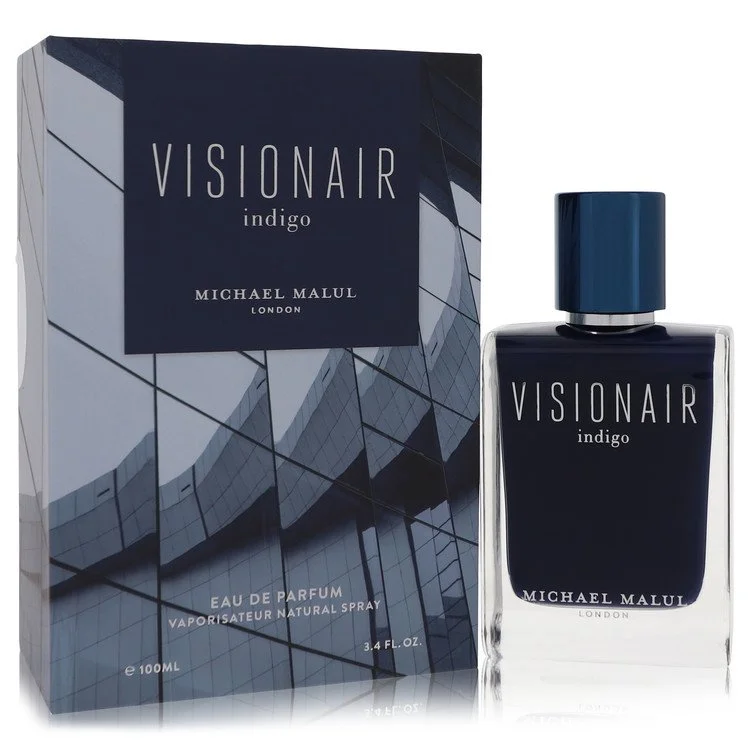 VISIONAIR
indigo
MICHAEL MALUL
LONDON
EAU DE PARFUM
VAPORISATEUR NATURAL SPRAY
3.4 FL. OZ.
℮ 100ML
VISIONAIR
indigo
MICHAEL MALUL
LONDON